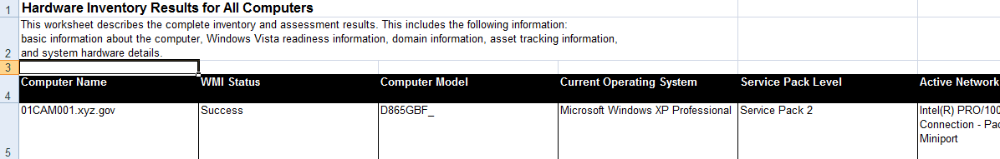 1 Hardware Inventory Results for All Computers
This worksheet describes the complete inventory and assessment results. This includes the following information:
basic information about the computer, Windows Vista readiness information, domain information, asset tracking information,
2 and system hardware details.
3
4 Computer Name WMI Status Computer Model Current Operating System Service Pack Level Active Network
01CAM001.xyz.gov Success D865GBF_ Microsoft Windows XP Professional Service Pack 2 Intel(R) PRO/100
Connection - Pac
5 Miniport